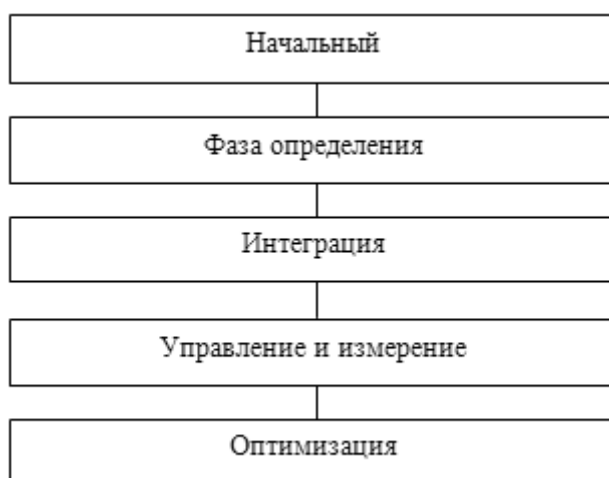 Начальный
Фаза определения
Интеграция
Управление и измерение
Оптимизация